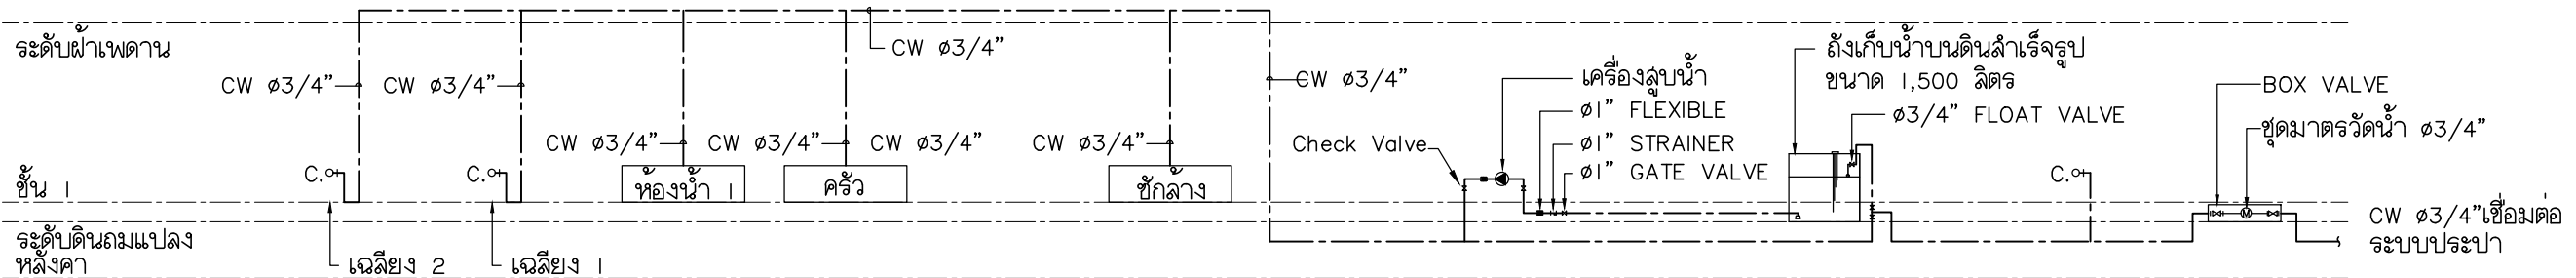 ระดับฝ้าเพดาน
CW ø3/4"
CW ø3/4"
CW ø3/4"
CW ø3/4"
CW ø3/4"
CW ø3/4"
CW ø3/4"
CW ø3/4"
CW ø3/4"
C.
C.
ห้องน้ำ 1
ครัว
ซักล้าง
ชั้น 1
ระดับดินถมแปลง
หลังคา
เฉลียง 2
เฉลียง 1
Check Valve
เครื่องสูบน้ำ
ø1" FLEXIBLE
ø1" STRAINER
ø1" GATE VALVE
ถังเก็บน้ำบนดินสำเร็จรูป
ขนาด 1,500 ลิตร
ø3/4" FLOAT VALVE
C.
BOX VALVE
ชุดมาตรวัดน้ำ ø3/4"
M
CW ø3/4"เชื่อมต่อ
ระบบประปา